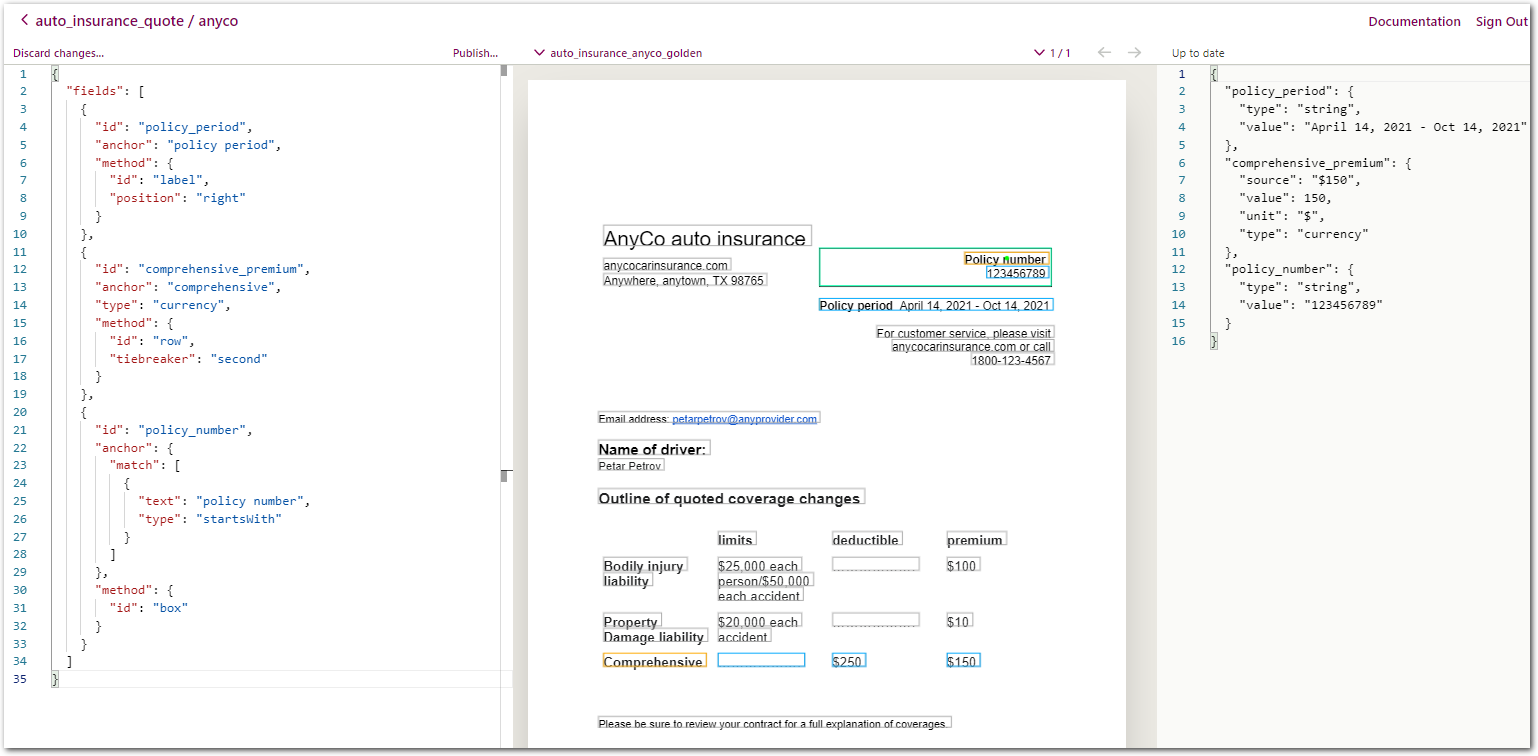 auto_insurance_quote / anyco
Documentation Sign Out
Discard changes... Publish...
auto_insurance_anyco_golden 1 / 1
Up to date
1 {
2 "fields": [
3 {
4 "id": "policy_period",
5 "anchor": "policy period",
6 "method": {
7 "id": "label",
8 "position": "right"
9 }
10 },
11 {
12 "id": "comprehensive_premium",
13 "anchor": "comprehensive",
14 "type": "currency",
15 "method": {
16 "id": "row",
17 "tiebreaker": "second"
18 }
19 },
20 {
21 "id": "policy_number",
22 "anchor": {
23 "match": [
24 {
25 "text": "policy number",
26 "type": "startsWith"
27 }
28 ]
29 },
30 "method": {
31 "id": "box"
32 }
33 }
34 ]
35 }
AnyCo auto insurance
anycocarinsurance.com
Anywhere, anytown, TX 98765
Policy number
123456789
Policy period April 14, 2021 - Oct 14, 2021
For customer service, please visit
anycocarinsurance.com or call
1800-123-4567
Email address: petarpetrov@anyprovider.com
Name of driver:
Petar Petrov
Outline of quoted coverage changes
limits deductible premium
Bodily injury $25,000 each $100
liability person/$50,000
each accident
Property $20,000 each $10
Damage liability accident
Comprehensive $250 $150
Please be sure to review your contract for a full explanation of coverages.
1 {
2 "policy_period": {
3 "type": "string",
4 "value": "April 14, 2021 - Oct 14, 2021"
5 },
6 "comprehensive_premium": {
7 "source": "$150",
8 "value": 150,
9 "unit": "$",
10 "type": "currency"
11 },
12 "policy_number": {
13 "type": "string",
14 "value": "123456789"
15 }
16 }